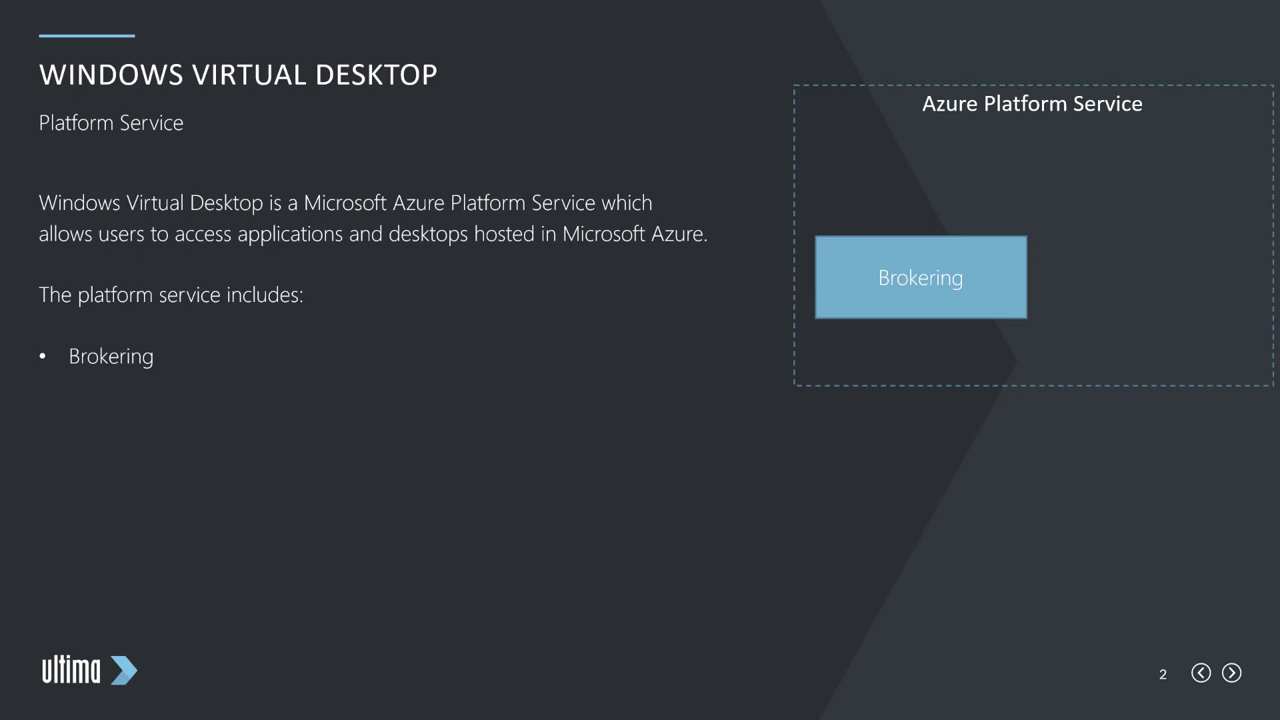 WINDOWS VIRTUAL DESKTOP
Platform Service
Windows Virtual Desktop is a Microsoft Azure Platform Service which
allows users to access applications and desktops hosted in Microsoft Azure.
The platform service includes:
• Brokering
Azure Platform Service
Brokering
ultima
2